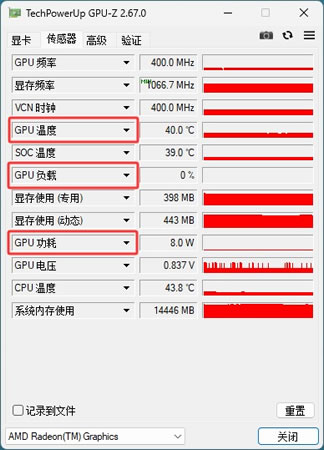 TechPowerUp GPU-Z 2.67.0
显卡 传感器 高级 验证
GPU 频率 400.0 MHz
显存频率 1066.7 MHz
VCN 时钟 400.0 MHz
GPU 温度 40.0 °C
SOC 温度 39.0 °C
GPU 负载 0 %
显存使用 (专用) 398 MB
显存使用 (动态) 443 MB
GPU 功耗 8.0 W
GPU 电压 0.837 V
CPU 温度 43.8 °C
系统内存使用 14446 MB
记录到文件 重置
AMD Radeon(TM) Graphics 关闭